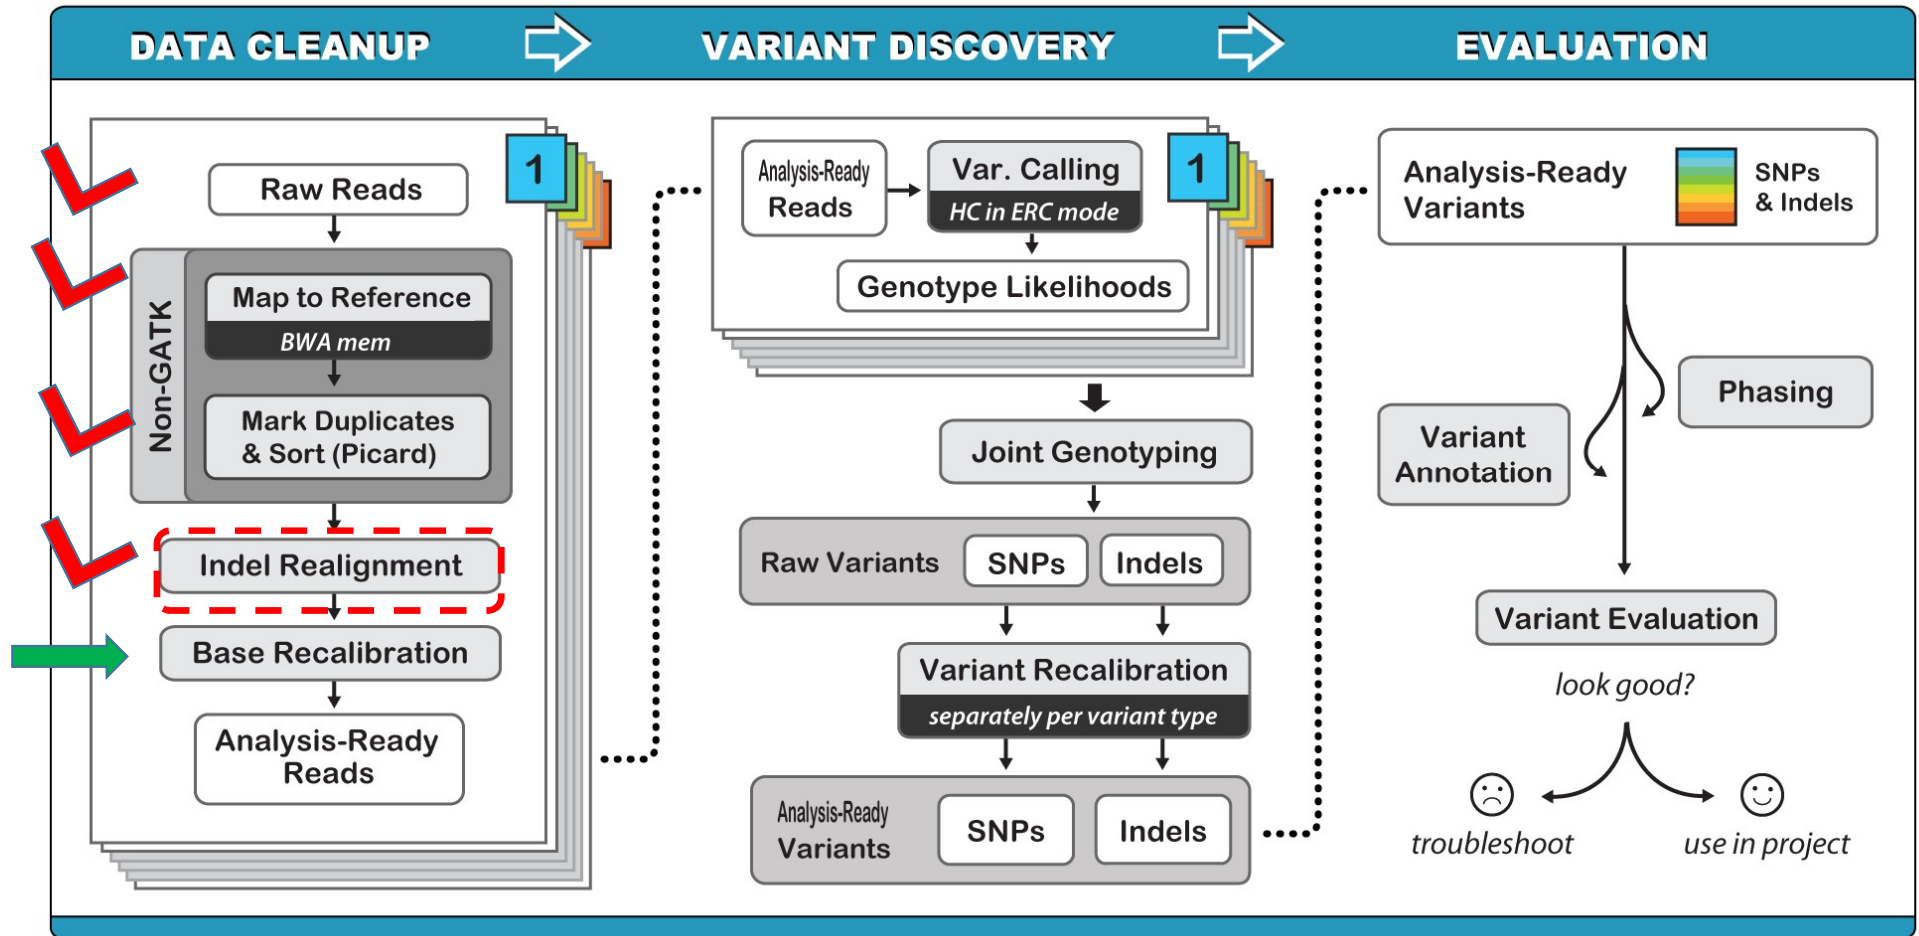 DATA CLEANUP
VARIANT DISCOVERY
EVALUATION
1
Raw Reads
Non-GATK
Map to Reference
BWA mem
Mark Duplicates
& Sort (Picard)
Indel Realignment
Base Recalibration
Analysis-Ready
Reads
Analysis-Ready
Reads
Var. Calling
HC in ERC mode
1
Genotype Likelihoods
Joint Genotyping
Raw Variants
SNPs
Indels
Variant Recalibration
separately per variant type
Analysis-Ready
Variants
SNPs
Indels
Analysis-Ready
Variants
SNPs
& Indels
Phasing
Variant
Annotation
Variant Evaluation
look good?
troubleshoot
use in project